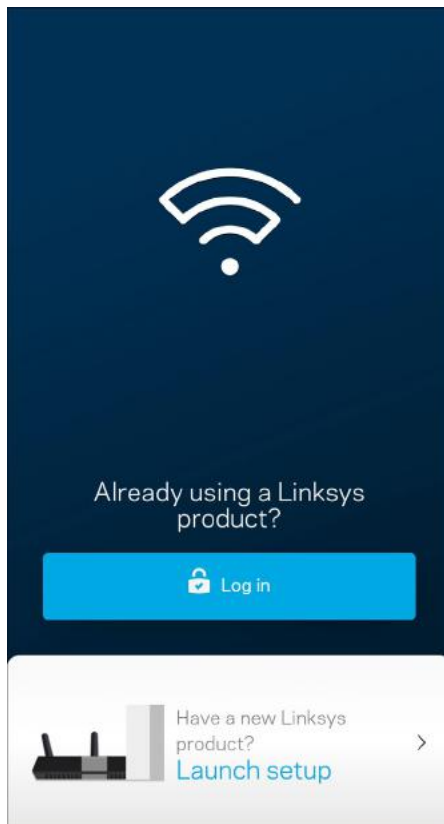 Already using a Linksys
product?
Log in
Have a new Linksys
product?
Launch setup